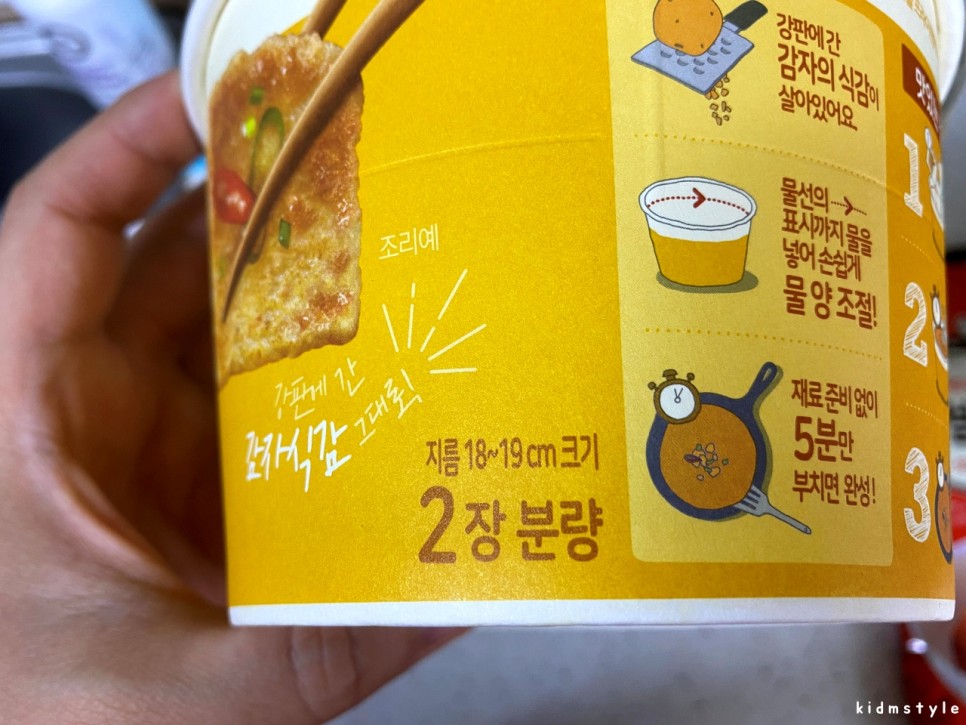 조리예
강판에 간
감자식감 그대로!
지름 18~19cm 크기
2장 분량
강판에 간
감자의 식감이
살아있어요
물선의
표시까지 물을
넣어 손쉽게
물 양 조절!
재료 준비 없이
5분만
부치면 완성!
1
2
3
kidmstyle